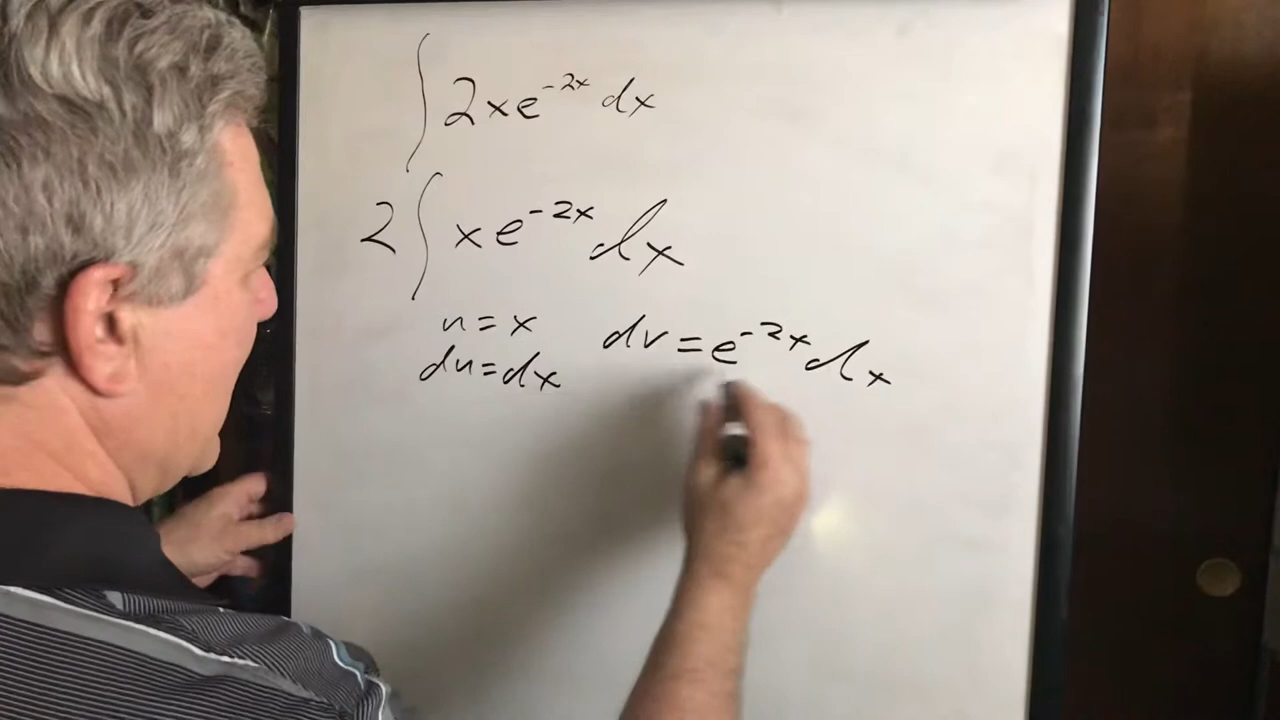 ∫ 2xe^{-2x} dx
2∫ xe^{-2x} dx
u = x    dv = e^{-2x} dx
du = dx